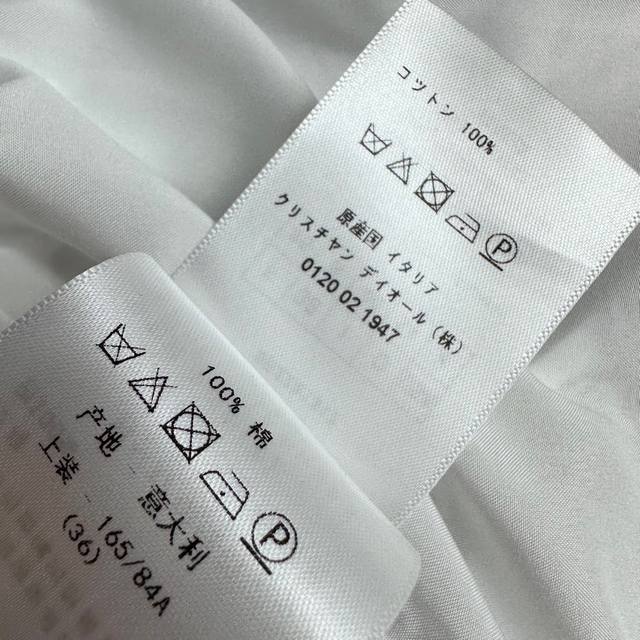 コットン 100%
P
原産国 イタリア
クリスチャン ディオール (株)
0120 02 1947
100% 棉
P
产地 - 意大利
上装 - 165/84A
(36)